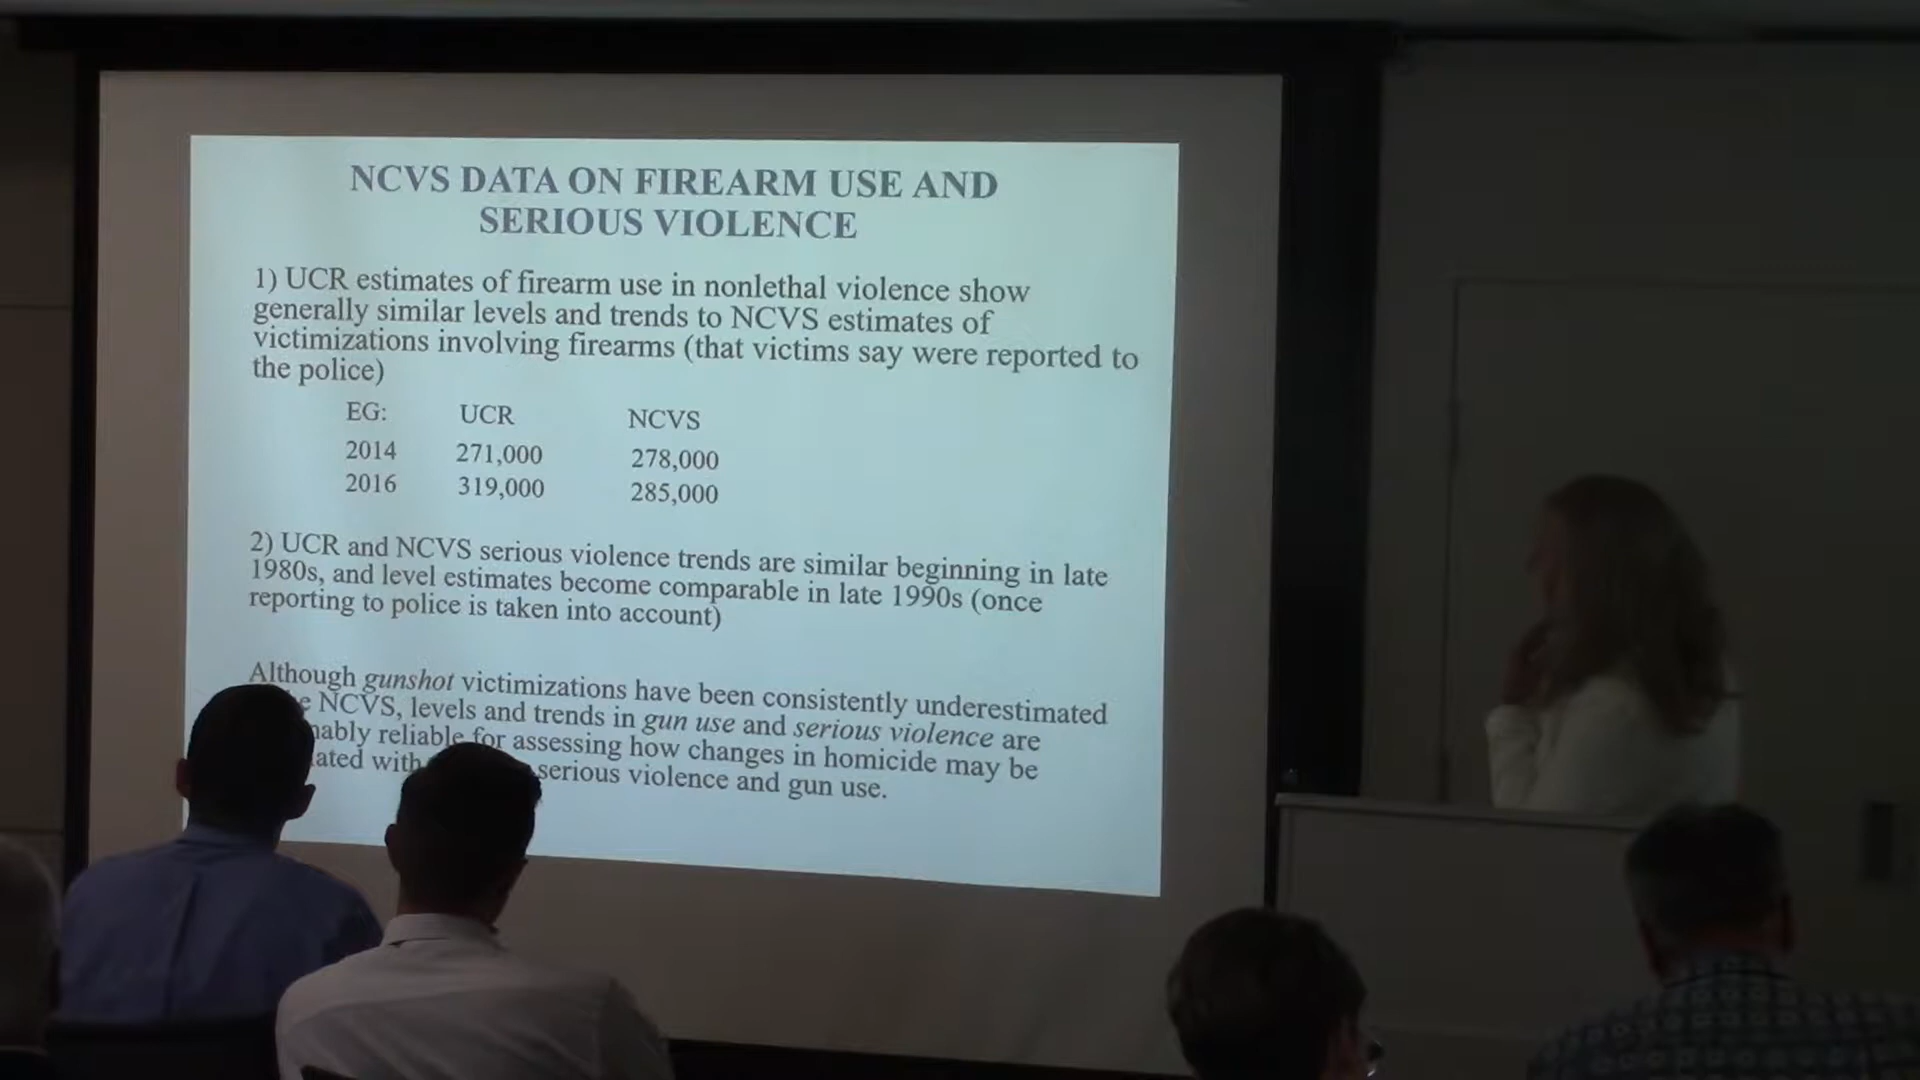 NCVS DATA ON FIREARM USE AND
SERIOUS VIOLENCE
1) UCR estimates of firearm use in nonlethal violence show
generally similar levels and trends to NCVS estimates of
victimizations involving firearms (that victims say were reported to
the police)
EG: UCR NCVS
2014 271,000 278,000
2016 319,000 285,000
2) UCR and NCVS serious violence trends are similar beginning in late
1980s, and level estimates become comparable in late 1990s (once
reporting to police is taken into account)
Although gunshot victimizations have been consistently underestimated
NCVS, levels and trends in gun use and serious violence are
reliable for assessing how changes in homicide may be
with serious violence and gun use.